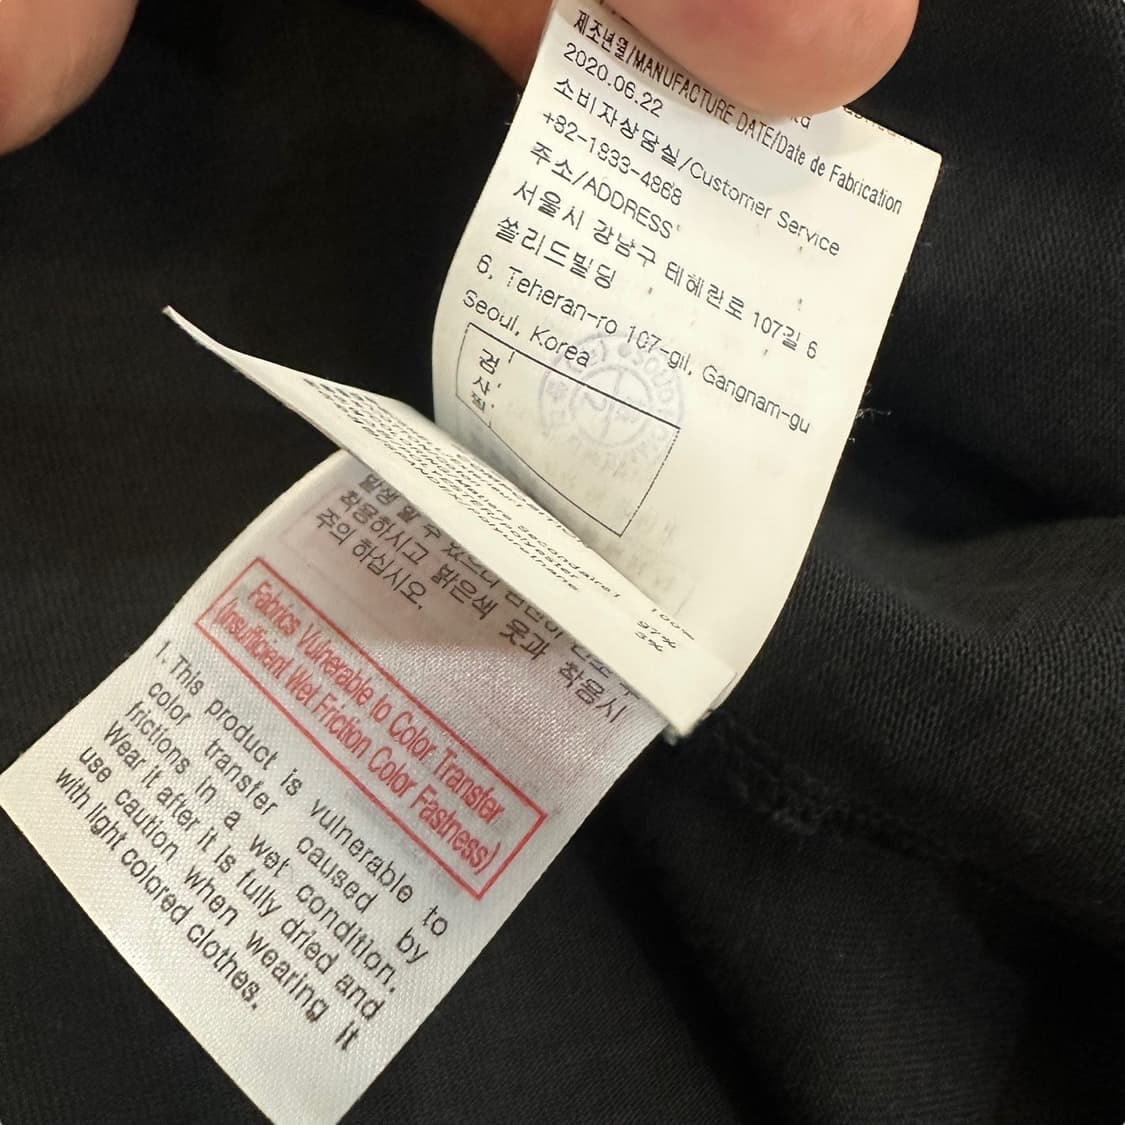 제조년월/MANUFACTURE DATE/Date de Fabrication
2020.06.22
소비자상담실/Customer Service
+82-1833-4868
주소/ADDRESS
서울시 강남구 테헤란로 107길 6
쏠리드빌딩
6, Teheran-ro 107-gil, Gangnam-gu
Seoul, Korea
검사필
100%
97%
3%
착용하시고 밝은색 옷과 착용시
주의 하십시오.
Fabrics Vulnerable to Color Transfer
(Insufficient Wet Friction Color Fastness)
1. This product is vulnerable to
color transfer caused by
frictions in a wet condition.
Wear it after it is fully dried and
use caution when wearing it
with light colored clothes.